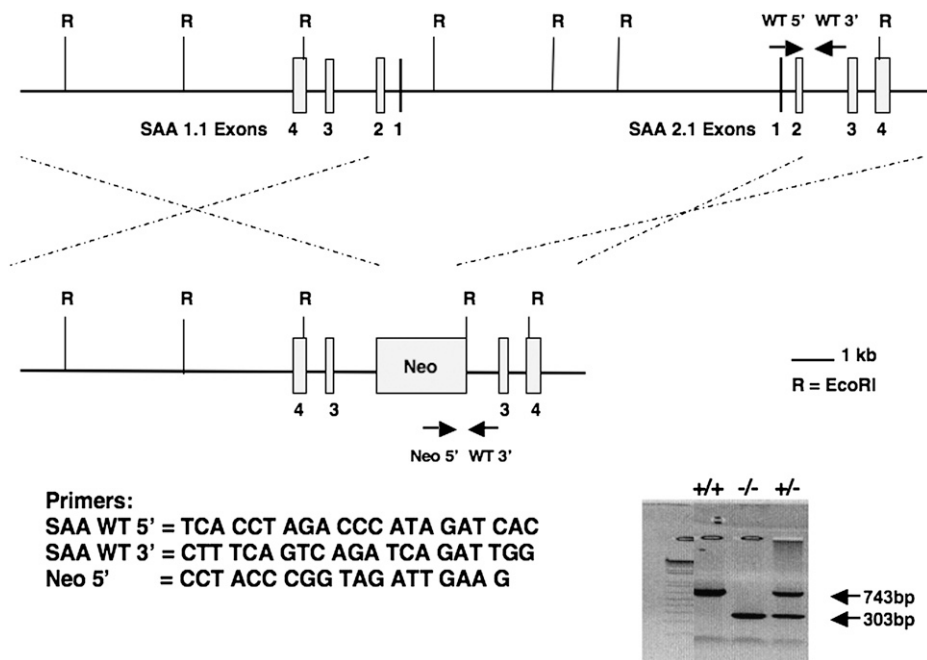 R R R R R R WT 5' WT 3' R
SAA 1.1 Exons 4 3 2 1 SAA 2.1 Exons 1 2 3 4
R R R R R
Neo
1 kb
R = EcoRI
4 3 3 4
Neo 5' WT 3'
Primers:
SAA WT 5' = TCA CCT AGA CCC ATA GAT CAC
SAA WT 3' = CTT TCA GTC AGA TCA GAT TGG
Neo 5' = CCT ACC CGG TAG ATT GAA G
+/+ -/- +/-
743bp
303bp